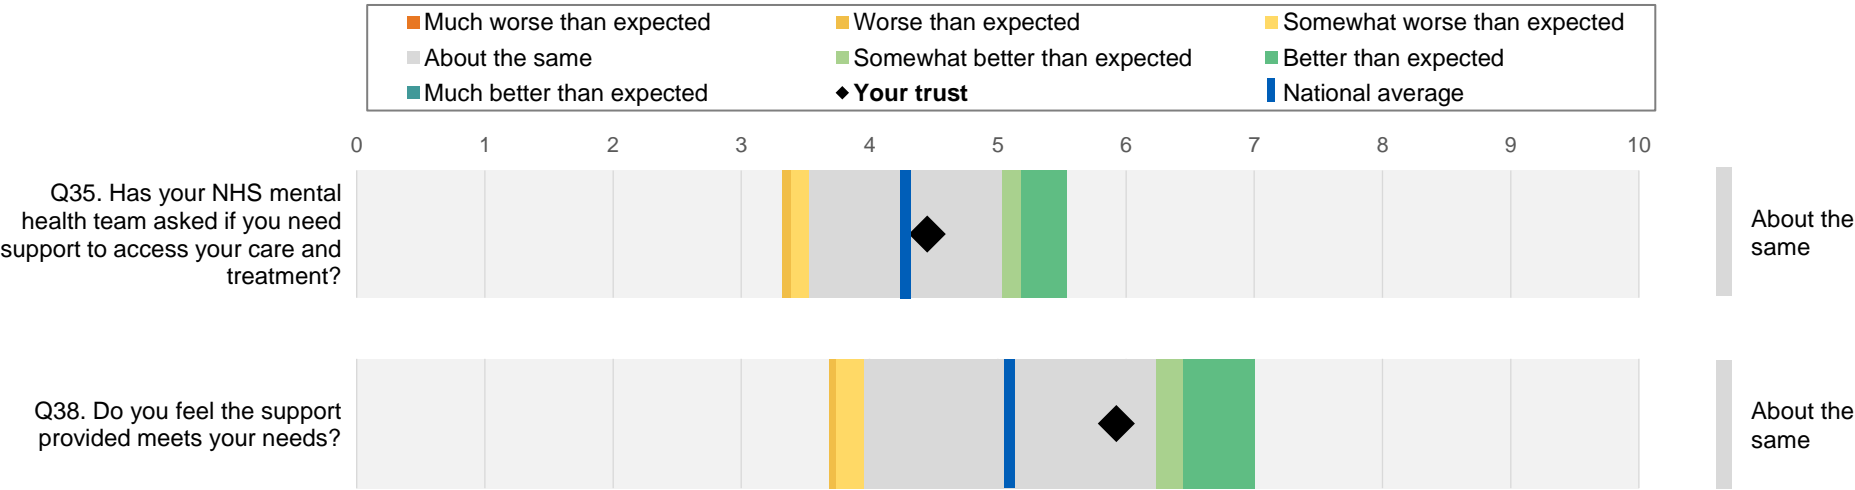 Much worse than expected
Worse than expected
Somewhat worse than expected
About the same
Somewhat better than expected
Better than expected
Much better than expected
Your trust
National average
0 1 2 3 4 5 6 7 8 9 10
Q35. Has your NHS mental
health team asked if you need
support to access your care and
treatment?
About the
same
Q38. Do you feel the support
provided meets your needs?
About the
same